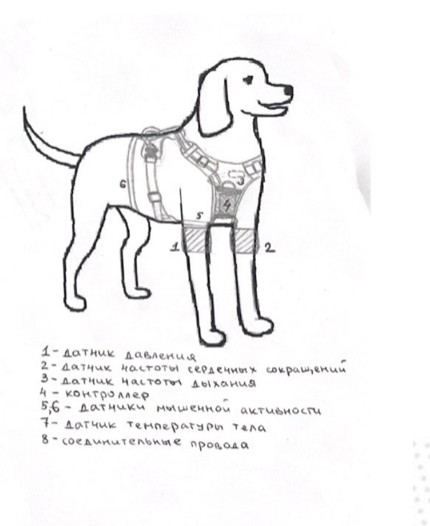 6
3
4
5
1
2
1 - датчик давления
2 - датчик частоты сердечных сокращений
3 - датчик частоты дыхания
4 - контроллер
5,6 - датчики мышенной активности
7 - датчик температуры тела
8 - соединительные провода